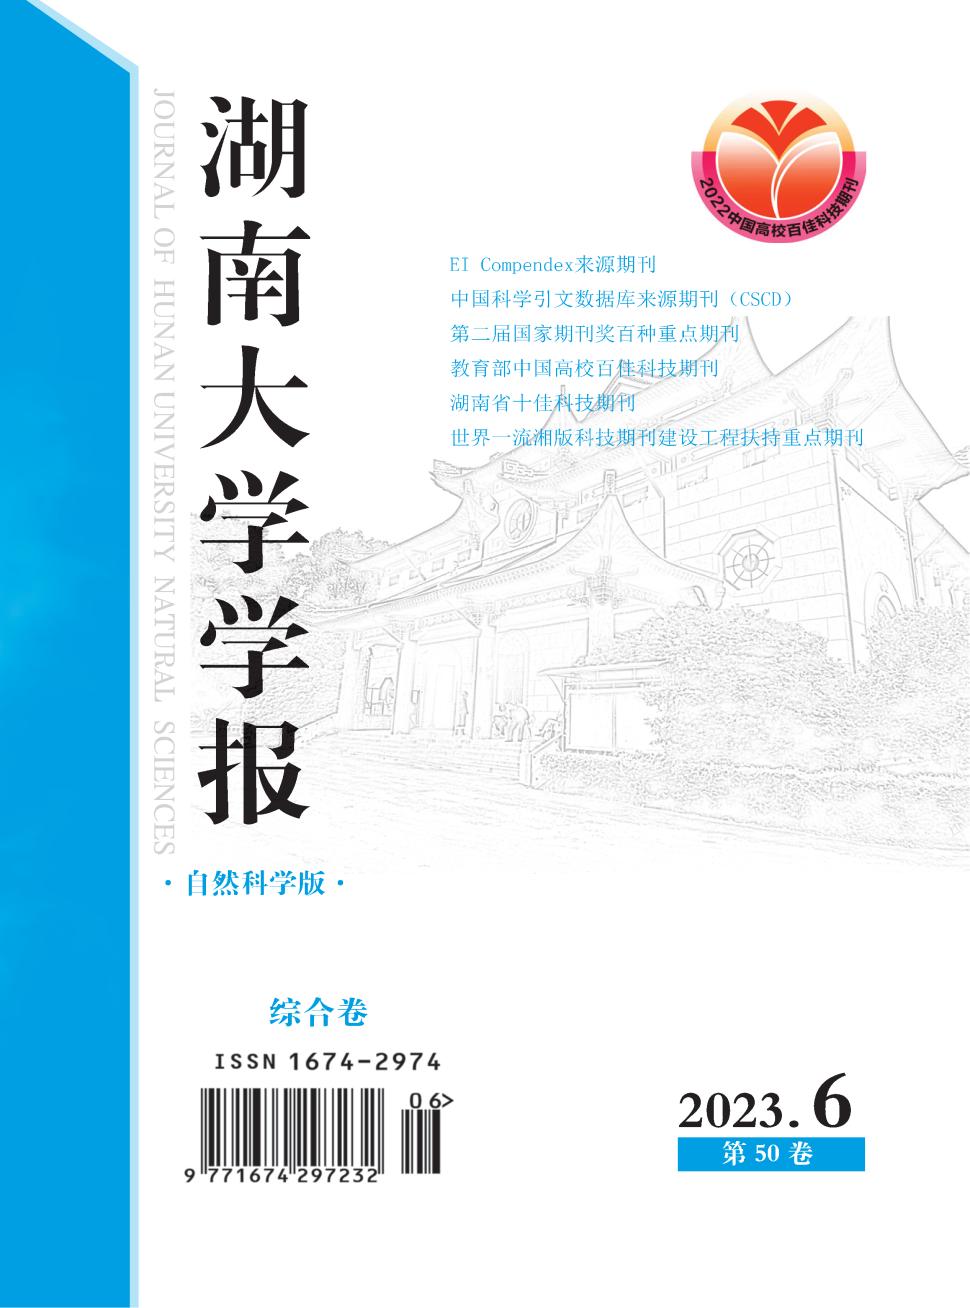 湖南大学学报
JOURNAL OF HUNAN UNIVERSITY NATURAL SCIENCES
·自然科学版·
2022中国高校百佳科技期刊
EI Compendex来源期刊
中国科学引文数据库来源期刊（CSCD）
第二届国家期刊奖百种重点期刊
教育部中国高校百佳科技期刊
湖南省十佳科技期刊
世界一流湘版科技期刊建设工程扶持重点期刊
综合卷
ISSN 1674-2974
06>
9 771674 297232
2023.6
第 50 卷